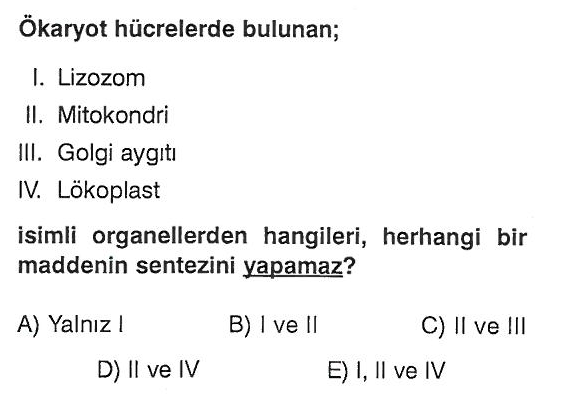 Ökaryot hücrelerde bulunan;
I. Lizozom
II. Mitokondri
III. Golgi aygıtı
IV. Lökoplast
isimli organellerden hangileri, herhangi bir
maddenin sentezini yapamaz?
A) Yalnız I B) I ve II C) II ve III
D) II ve IV E) I, II ve IV